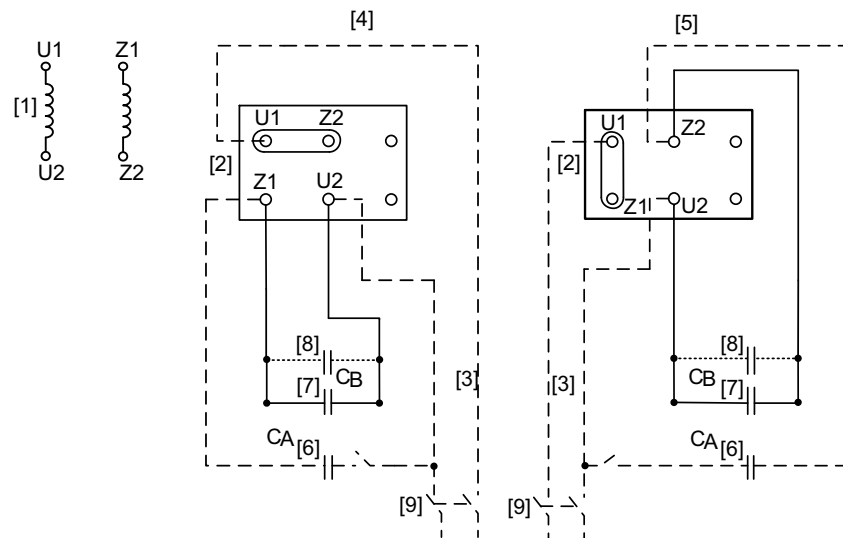 [4]
[5]
U1
Z1
[1]
U2
Z2
U1
Z2
[2]
Z1
U2
[8]
CB
[7]
[3]
CA
[6]
[9]
U1
Z2
[2]
Z1
U2
[8]
CB
[7]
[3]
CA
[6]
[9]